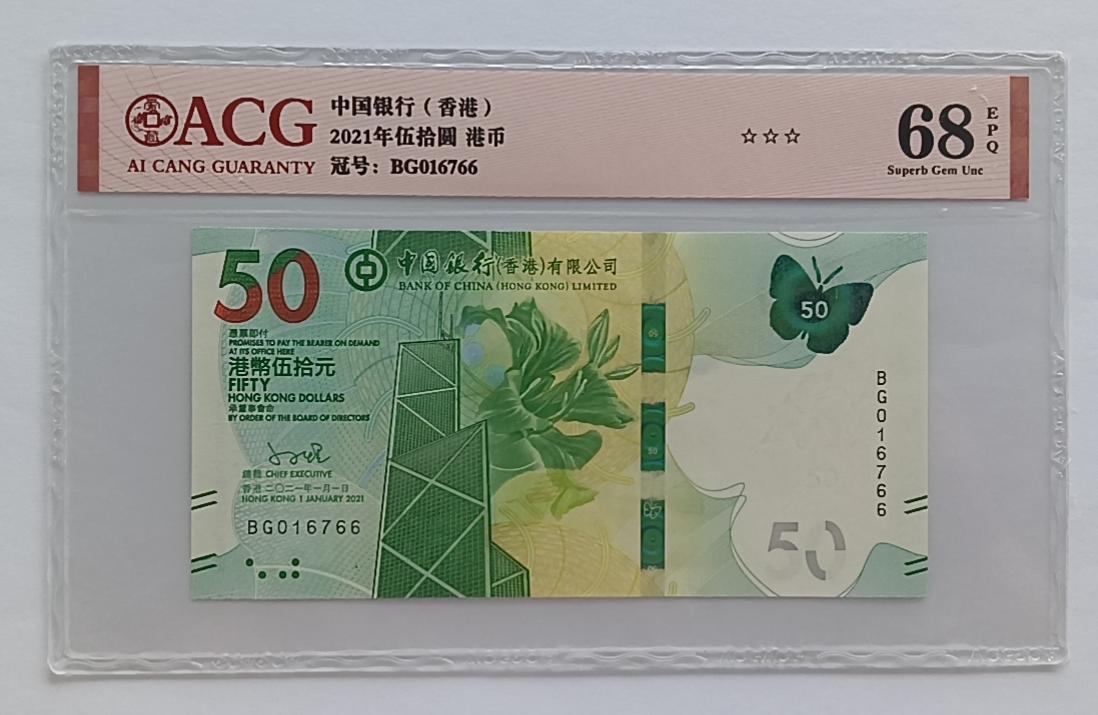 ACG
AI CANG GUARANTY
中国银行（香港）
2021年伍拾圆 港币
冠号：BG016766
☆☆☆
68
EPQ
Superb Gem Unc
50
中国银行(香港)有限公司
BANK OF CHINA (HONG KONG) LIMITED
憑票即付
PROMISES TO PAY THE BEARER ON DEMAND
AT ITS OFFICE HERE
港幣伍拾元
FIFTY
HONG KONG DOLLARS
承董事會命
BY ORDER OF THE BOARD OF DIRECTORS
總裁 CHIEF EXECUTIVE
香港 二〇二一年一月一日
HONG KONG 1 JANUARY 2021
BG016766
50
50
BG016766
50